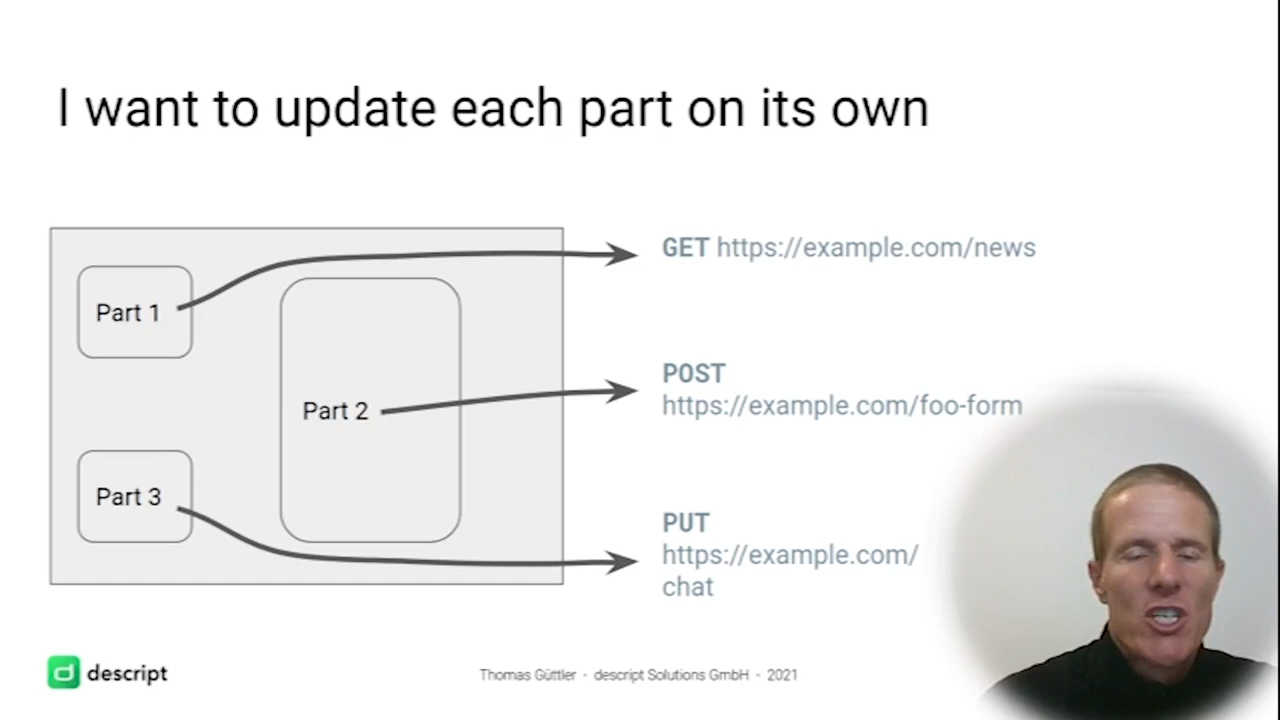 I want to update each part on its own
Part 1
GET https://example.com/news
Part 2
POST
https://example.com/foo-form
Part 3
PUT
https://example.com/
chat
descript
Thomas Güttler - descript Solutions GmbH - 2021